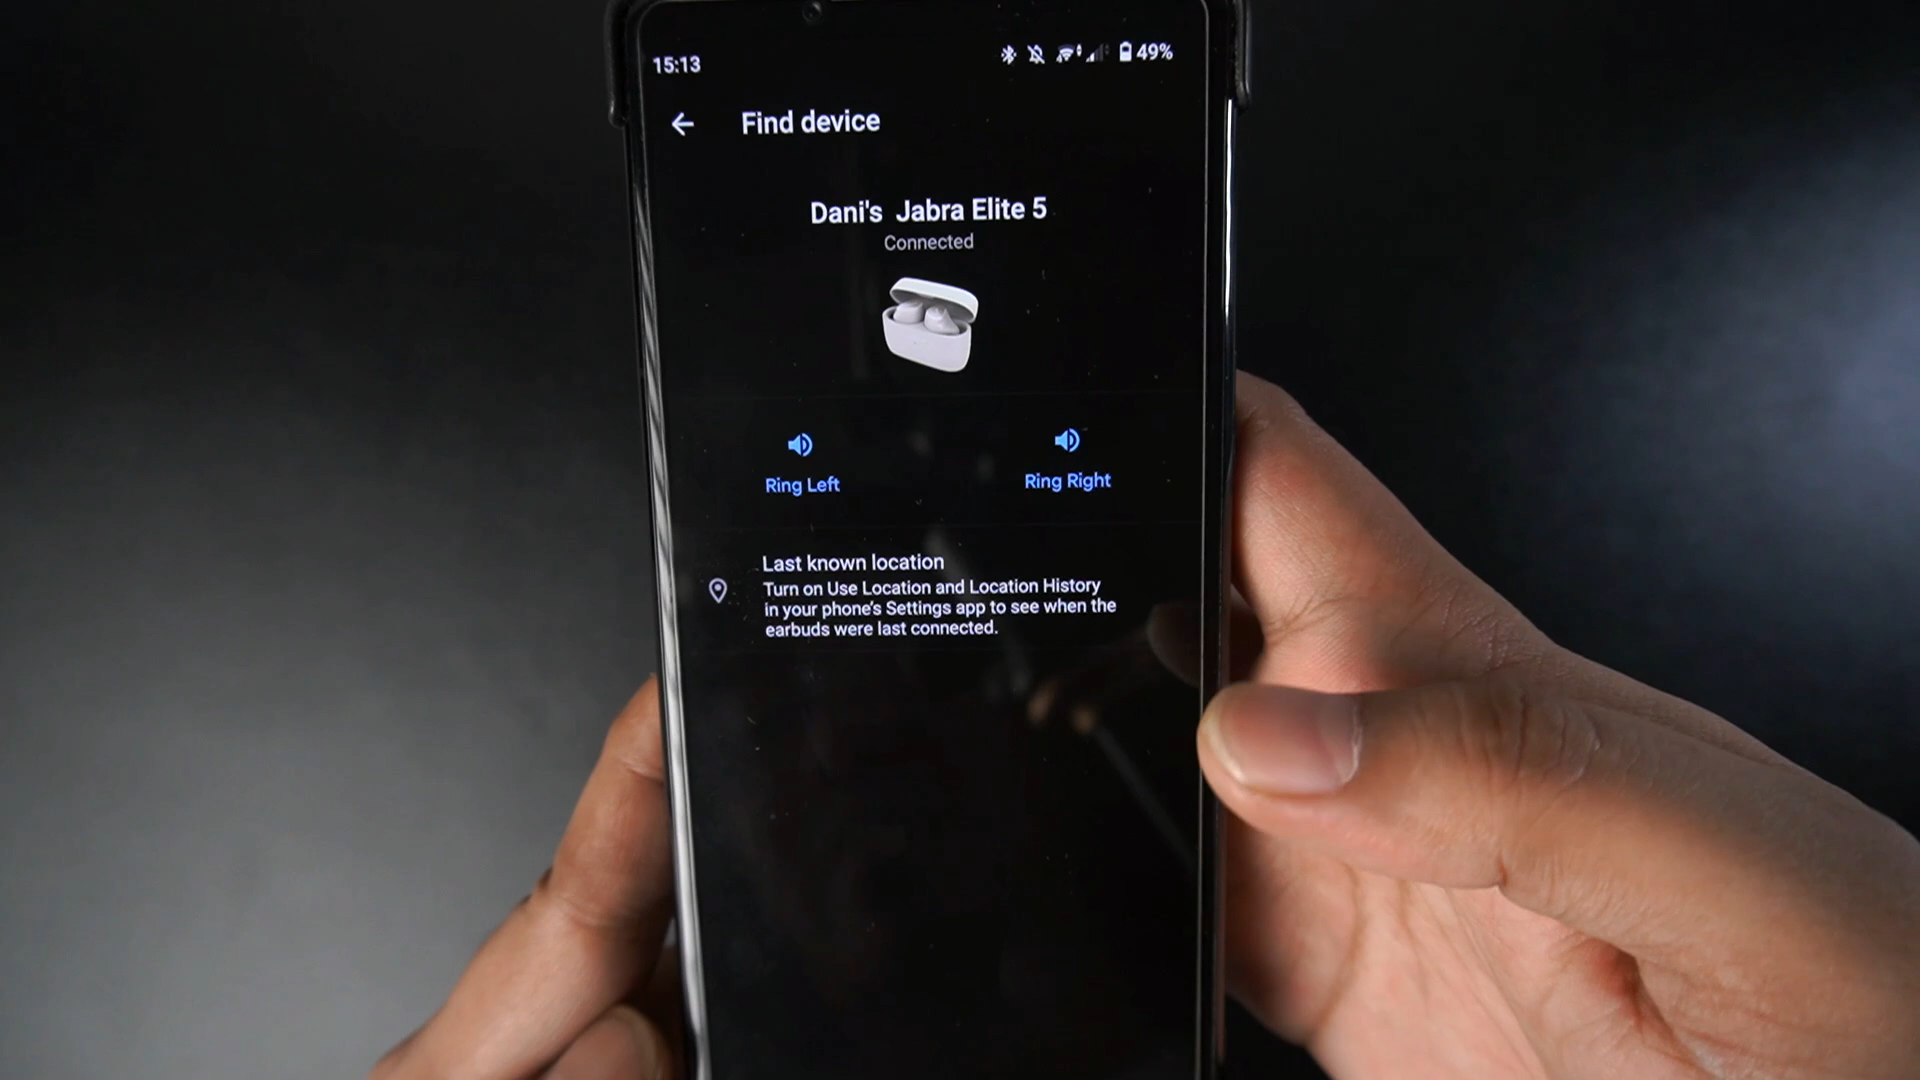 15:13
49%
Find device
Dani's Jabra Elite 5
Connected
Ring Left
Ring Right
Last known location
Turn on Use Location and Location History
in your phone's Settings app to see when the
earbuds were last connected.